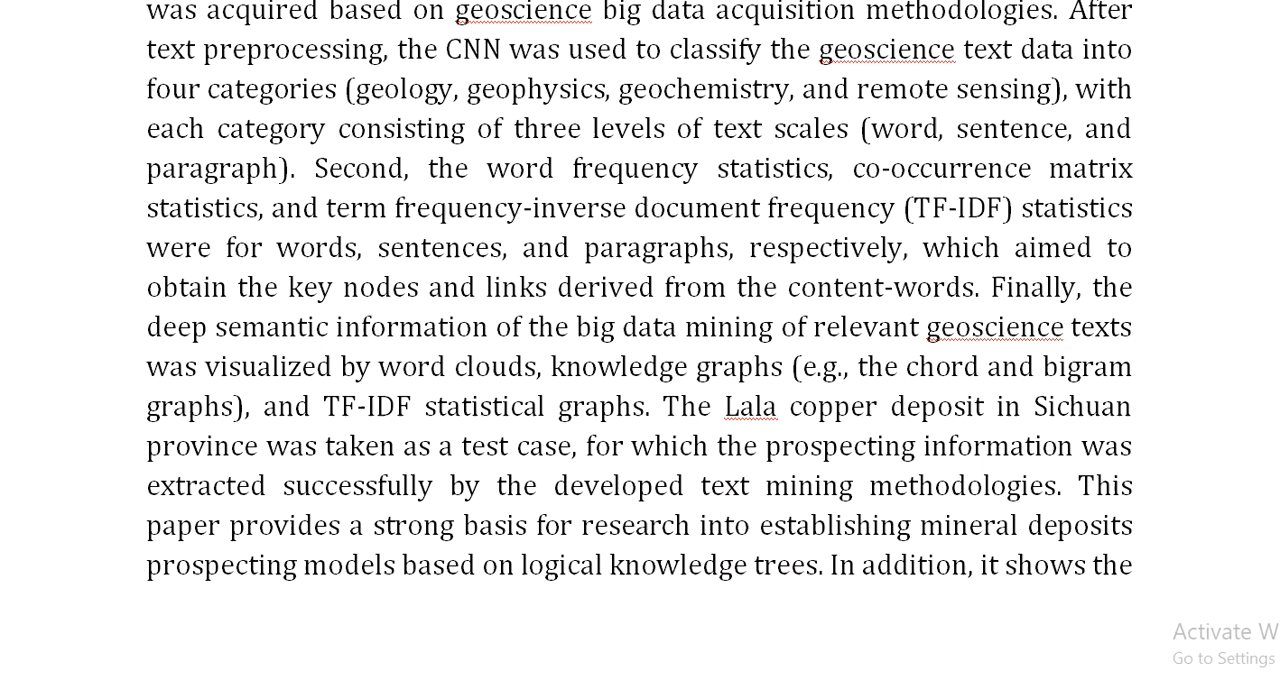 was acquired based on geoscience big data acquisition methodologies. After
text preprocessing, the CNN was used to classify the geoscience text data into
four categories (geology, geophysics, geochemistry, and remote sensing), with
each category consisting of three levels of text scales (word, sentence, and
paragraph). Second, the word frequency statistics, co-occurrence matrix
statistics, and term frequency-inverse document frequency (TF-IDF) statistics
were for words, sentences, and paragraphs, respectively, which aimed to
obtain the key nodes and links derived from the content-words. Finally, the
deep semantic information of the big data mining of relevant geoscience texts
was visualized by word clouds, knowledge graphs (e.g., the chord and bigram
graphs), and TF-IDF statistical graphs. The Lala copper deposit in Sichuan
province was taken as a test case, for which the prospecting information was
extracted successfully by the developed text mining methodologies. This
paper provides a strong basis for research into establishing mineral deposits
prospecting models based on logical knowledge trees. In addition, it shows the
Activate W
Go to Settings